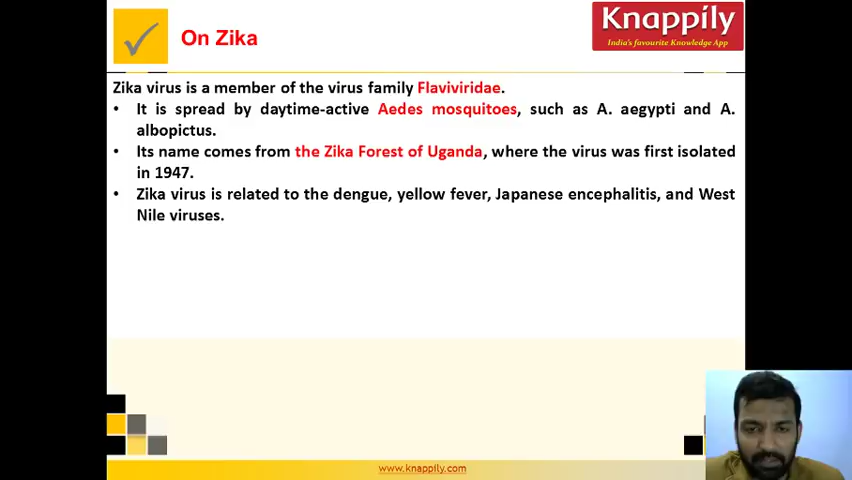 On Zika
Knappily
India's favourite Knowledge App
Zika virus is a member of the virus family Flaviviridae.
• It is spread by daytime-active Aedes mosquitoes, such as A. aegypti and A.
albopictus.
• Its name comes from the Zika Forest of Uganda, where the virus was first isolated
in 1947.
• Zika virus is related to the dengue, yellow fever, Japanese encephalitis, and West
Nile viruses.
www.knappily.com